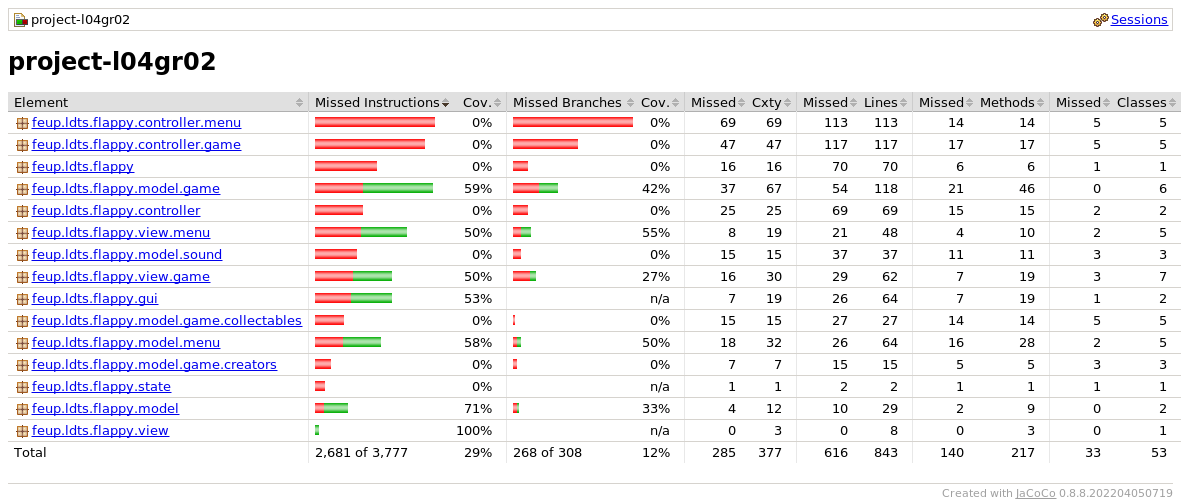 project-l04gr02 Sessions
project-l04gr02
Element Missed Instructions Cov. Missed Branches Cov. Missed Cxty Missed Lines Missed Methods Missed Classes
feup.ldts.flappy.controller.menu 0% 0% 69 69 113 113 14 14 5 5
feup.ldts.flappy.controller.game 0% 0% 47 47 117 117 17 17 5 5
feup.ldts.flappy 0% 0% 16 16 70 70 6 6 1 1
feup.ldts.flappy.model.game 59% 42% 37 67 54 118 21 46 0 6
feup.ldts.flappy.controller 0% 0% 25 25 69 69 15 15 2 2
feup.ldts.flappy.view.menu 50% 55% 8 19 21 48 4 10 2 5
feup.ldts.flappy.model.sound 0% 0% 15 15 37 37 11 11 3 3
feup.ldts.flappy.view.game 50% 27% 16 30 29 62 7 19 3 7
feup.ldts.flappy.gui 53% n/a 7 19 26 64 7 19 1 2
feup.ldts.flappy.model.game.collectables 0% 0% 15 15 27 27 14 14 5 5
feup.ldts.flappy.model.menu 58% 50% 18 32 26 64 16 28 2 5
feup.ldts.flappy.model.game.creators 0% 0% 7 7 15 15 5 5 3 3
feup.ldts.flappy.state 0% n/a 1 1 2 2 1 1 1 1
feup.ldts.flappy.model 71% 33% 4 12 10 29 2 9 0 2
feup.ldts.flappy.view 100% n/a 0 3 0 8 0 3 0 1
Total 2,681 of 3,777 29% 268 of 308 12% 285 377 616 843 140 217 33 53
Created with JaCoCo 0.8.8.202204050719